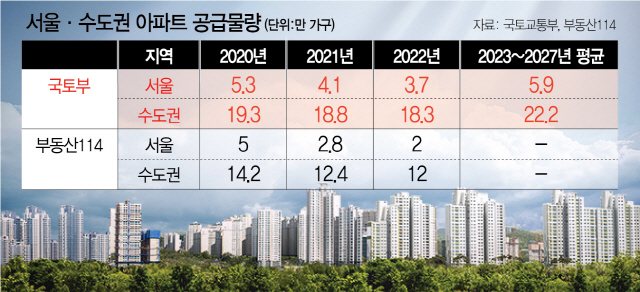 서울·수도권 아파트 공급물량 (단위:만 가구) 자료: 국토교통부, 부동산114
지역 2020년 2021년 2022년 2023~2027년 평균
국토부 서울 5.3 4.1 3.7 5.9
수도권 19.3 18.8 18.3 22.2
부동산114 서울 5 2.8 2 –
수도권 14.2 12.4 12 –